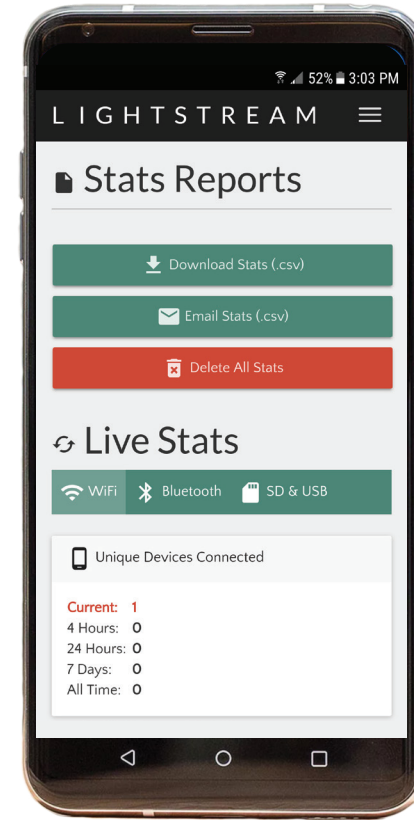 52% 3:03 PM
LIGHTSTREAM
Stats Reports
Download Stats (.csv)
Email Stats (.csv)
Delete All Stats
Live Stats
WiFi Bluetooth SD & USB
Unique Devices Connected
Current: 1
4 Hours: 0
24 Hours: 0
7 Days: 0
All Time: 0